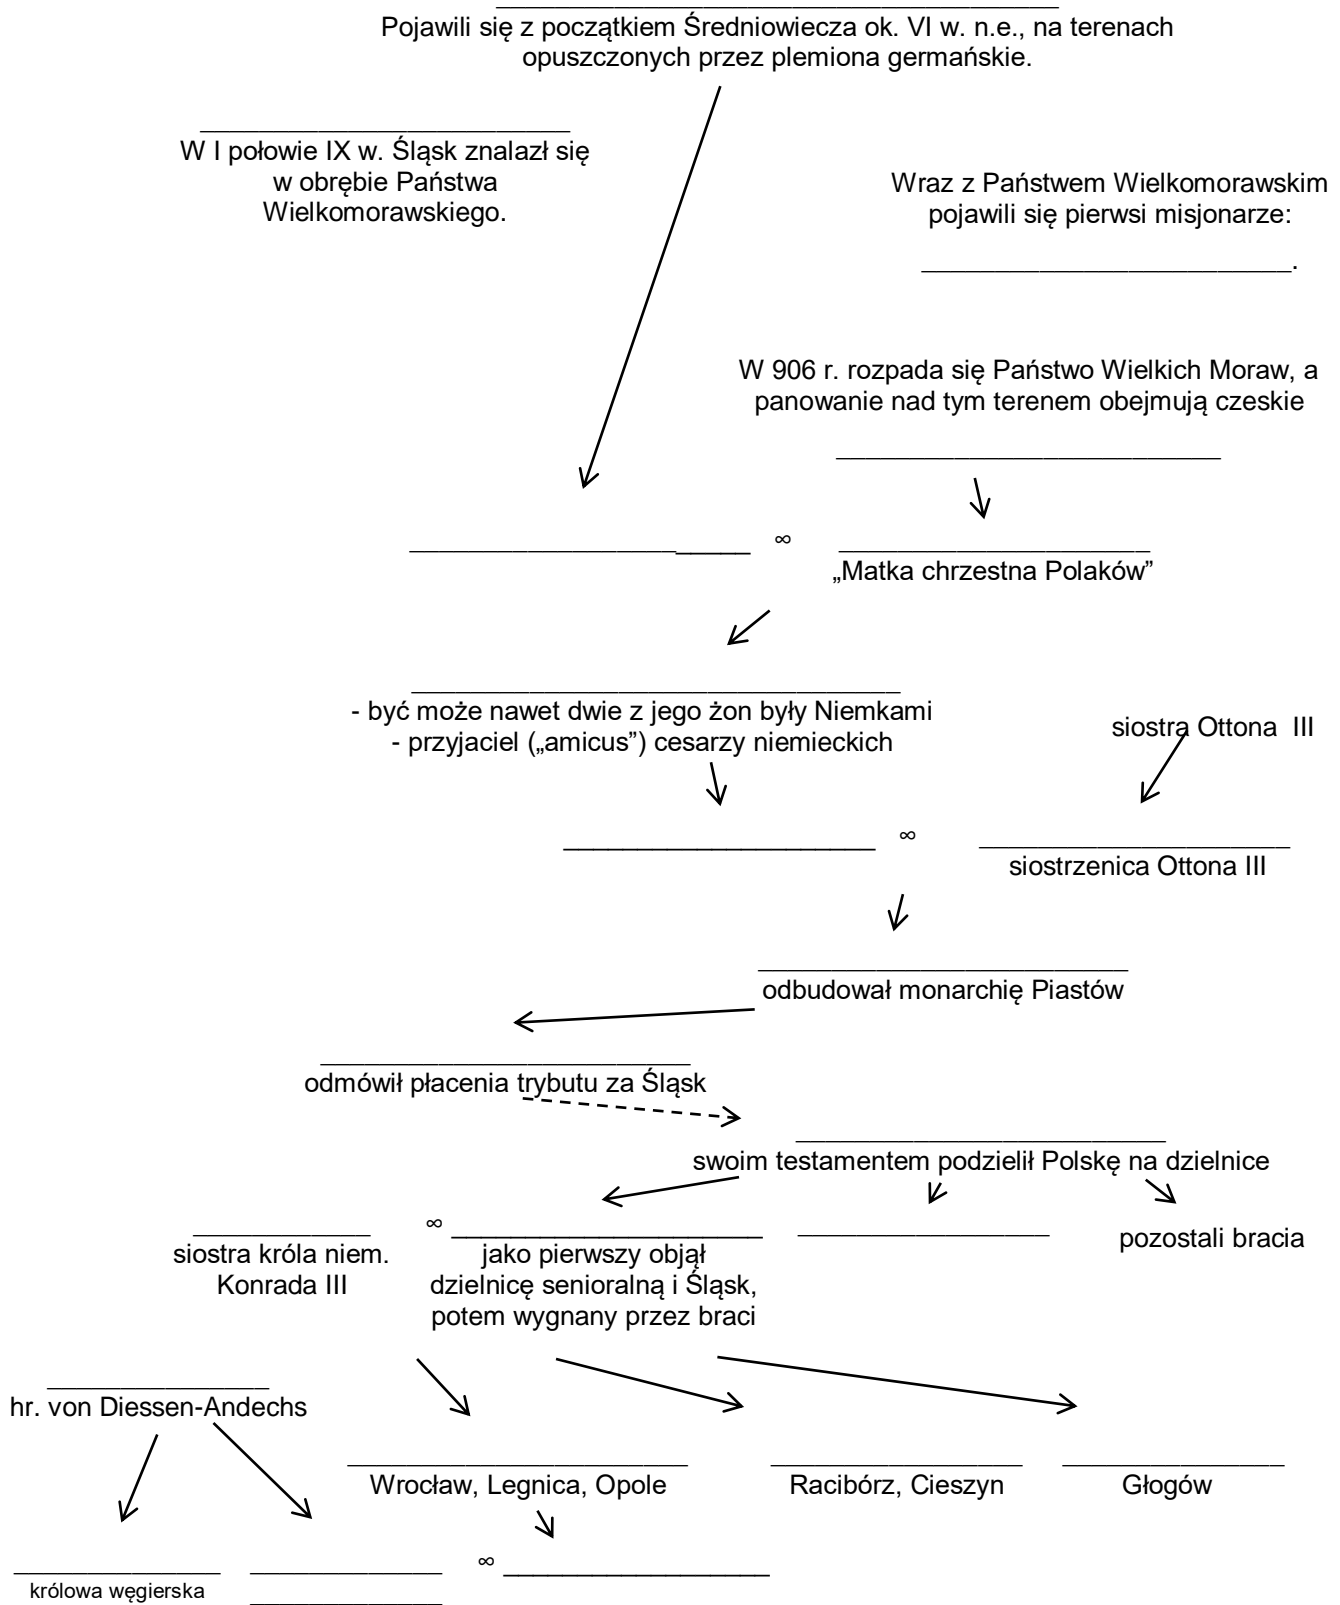 Pojawili się z początkiem Średniowiecza ok. VI w. n.e., na terenach
opuszczonych przez plemiona germańskie.
W I połowie IX w. Śląsk znalazł się
w obrębie Państwa
Wielkomorawskiego.
Wraz z Państwem Wielkomorawskim
pojawili się pierwsi misjonarze:
_________________________.
W 906 r. rozpada się Państwo Wielkich Moraw, a
panowanie nad tym terenem obejmują czeskie
∞
„Matka chrzestna Polaków”
- być może nawet dwie z jego żon były Niemkami
- przyjaciel („amicus”) cesarzy niemieckich
siostra Ottona III
∞
siostrzenica Ottona III
odbudował monarchię Piastów
odmówił płacenia trybutu za Śląsk
swoim testamentem podzielił Polskę na dzielnice
∞
siostra króla niem.
Konrada III
jako pierwszy objął
dzielnicę senioralną i Śląsk,
potem wygnany przez braci
pozostali bracia
hr. von Diessen-Andechs
Wrocław, Legnica, Opole
Racibórz, Cieszyn
Głogów
∞
królowa węgierska